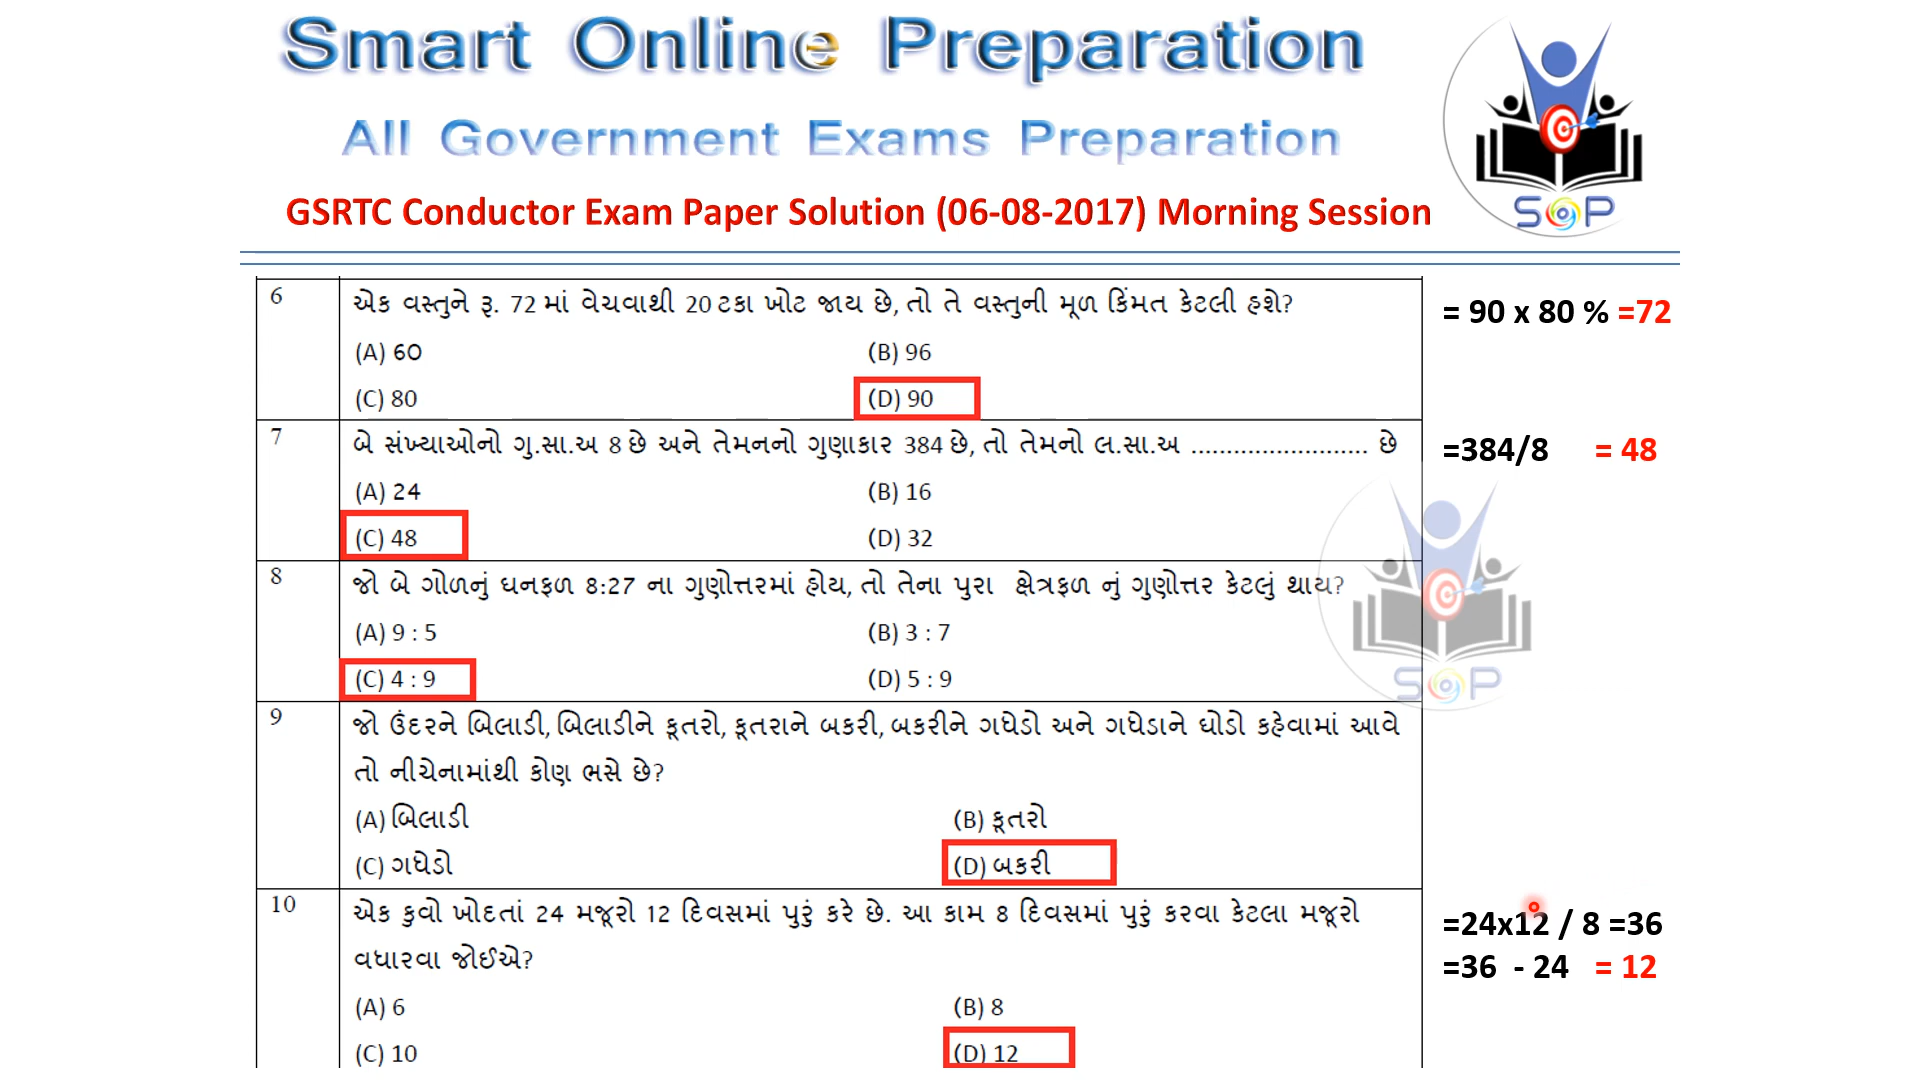 Smart Online Preparation
All Government Exams Preparation
SOP
GSRTC Conductor Exam Paper Solution (06-08-2017) Morning Session
6 એક વસ્તુને રૂ. 72 માં વેચવાથી 20 ટકા ખોટ જાય છે, તો તે વસ્તુની મૂળ કિંમત કેટલી હશે? = 90 x 80 % =72
(A) 60 (B) 96
(C) 80 (D) 90
7 બે સંખ્યાઓનો ગુ.સા.અ 8 છે અને તેમનનો ગુણાકાર 384 છે, તો તેમનો લ.સા.અ ......................... છે =384/8 = 48
(A) 24 (B) 16
(C) 48 (D) 32
8 જો બે ગોળનું ઘનફળ 8:27 ના ગુણોત્તરમાં હોય, તો તેના પુરા ક્ષેત્રફળ નું ગુણોત્તર કેટલું થાય?
(A) 9 : 5 (B) 3 : 7
(C) 4 : 9 (D) 5 : 9
SOP
9 જો ઉંદરને બિલાડી, બિલાડીને કૂતરો, કૂતરાને બકરી, બકરીને ગધેડો અને ગધેડાને ઘોડો કહેવામાં આવે
તો નીચેનામાંથી કોણ ભસે છે?
(A) બિલાડી (B) કૂતરો
(C) ગધેડો (D) બકરી
10 એક કુવો ખોદતાં 24 મજૂરો 12 દિવસમાં પુરું કરે છે. આ કામ 8 દિવસમાં પુરું કરવા કેટલા મજૂરો =24x12 / 8 =36
વધારવા જોઈએ? =36 - 24 = 12
(A) 6 (B) 8
(C) 10 (D) 12